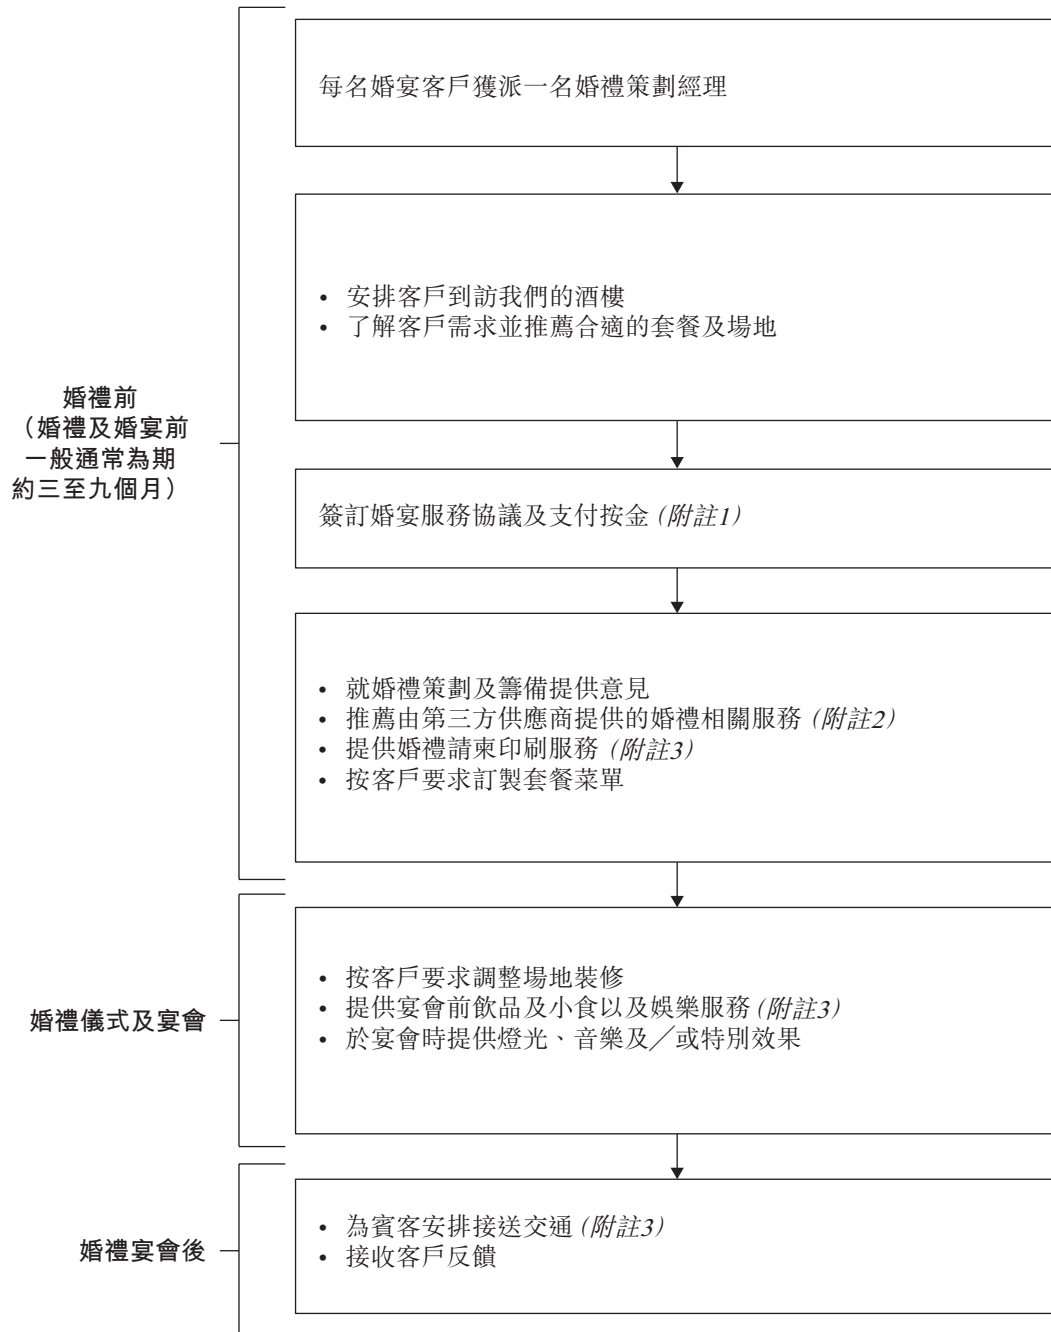 每名婚宴客戶獲派一名婚禮策劃經理
• 安排客戶到訪我們的酒樓
• 了解客戶需求並推薦合適的套餐及場地
婚禮前
（婚禮及婚宴前
一般通常為期
約三至九個月）
簽訂婚宴服務協議及支付按金(附註1)
• 就婚禮策劃及籌備提供意見
• 推薦由第三方供應商提供的婚禮相關服務(附註2)
• 提供婚禮請柬印刷服務(附註3)
• 按客戶要求訂製套餐菜單
婚禮儀式及宴會
• 按客戶要求調整場地裝修
• 提供宴會前飲品及小食以及娛樂服務(附註3)
• 於宴會時提供燈光、音樂及／或特別效果
婚禮宴會後
• 為賓客安排接送交通(附註3)
• 接收客戶反饋